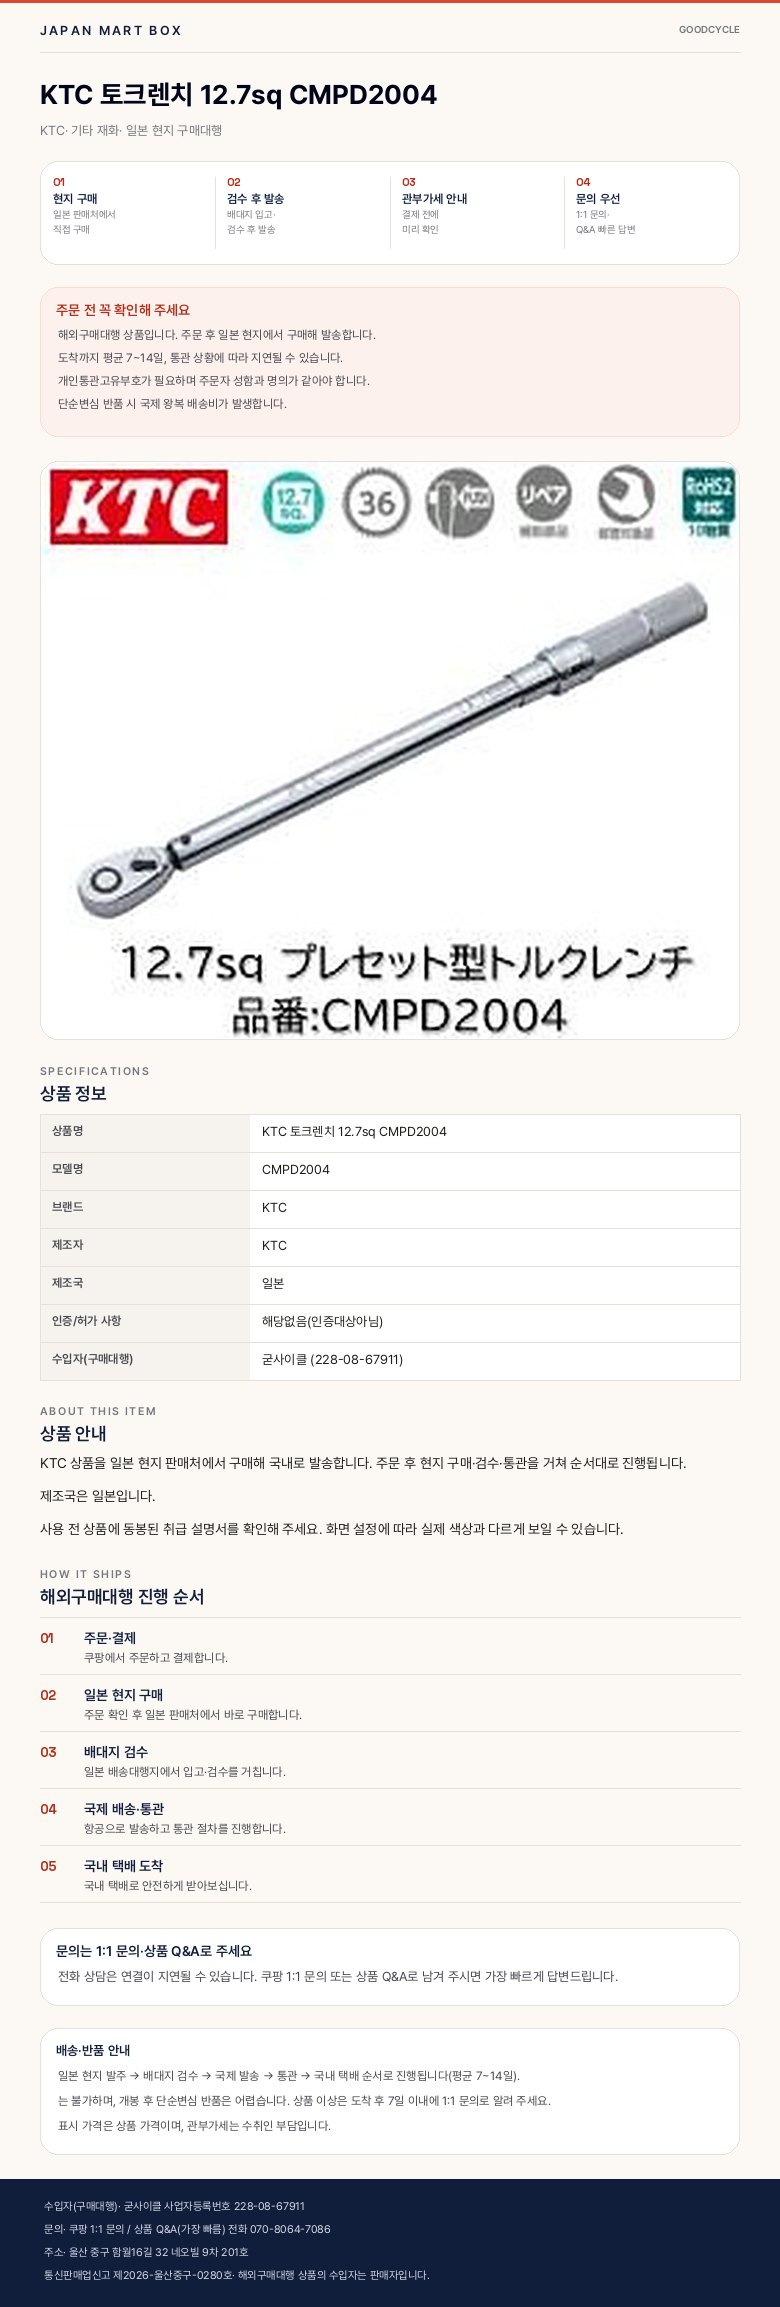 JAPAN MART BOX
GOODCYCLE
KTC 토크렌치 12.7sq CMPD2004
KTC· 기타 재화· 일본 현지 구매대행
01
현지 구매
일본 판매처에서
직접 구매
02
검수 후 발송
배대지 입고·
검수 후 발송
03
관부가세 안내
결제 전에
미리 확인
04
문의 우선
1:1 문의·
Q&A 빠른 답변
주문 전 꼭 확인해 주세요
해외구매대행 상품입니다. 주문 후 일본 현지에서 구매해 발송합니다.
도착까지 평균 7~14일, 통관 상황에 따라 지연될 수 있습니다.
개인통관고유부호가 필요하며 주문자 성함과 명의가 같아야 합니다.
단순변심 반품 시 국제 왕복 배송비가 발생합니다.
KTC
12.7
SQ.
36
リペア
RoHS2
対応
10物質
12.7sq プレセット型トルクレンチ
品番:CMPD2004
SPECIFICATIONS
상품 정보
상품명 KTC 토크렌치 12.7sq CMPD2004
모델명 CMPD2004
브랜드 KTC
제조자 KTC
제조국 일본
인증/허가 사항 해당없음(인증대상아님)
수입자(구매대행) 굳사이클 (228-08-67911)
ABOUT THIS ITEM
상품 안내
KTC 상품을 일본 현지 판매처에서 구매해 국내로 발송합니다. 주문 후 현지 구매·검수·통관을 거쳐 순서대로 진행됩니다.
제조국은 일본입니다.
사용 전 상품에 동봉된 취급 설명서를 확인해 주세요. 화면 설정에 따라 실제 색상과 다르게 보일 수 있습니다.
HOW IT SHIPS
해외구매대행 진행 순서
01 주문·결제
쿠팡에서 주문하고 결제합니다.
02 일본 현지 구매
주문 확인 후 일본 판매처에서 바로 구매합니다.
03 배대지 검수
일본 배송대행지에서 입고·검수를 거칩니다.
04 국제 배송·통관
항공으로 발송하고 통관 절차를 진행합니다.
05 국내 택배 도착
국내 택배로 안전하게 받아보십니다.
문의는 1:1 문의·상품 Q&A로 주세요
전화 상담은 연결이 지연될 수 있습니다. 쿠팡 1:1 문의 또는 상품 Q&A로 남겨 주시면 가장 빠르게 답변드립니다.
배송·반품 안내
일본 현지 발주 → 배대지 검수 → 국제 발송 → 통관 → 국내 택배 순서로 진행됩니다(평균 7~14일).
는 불가하며, 개봉 후 단순변심 반품은 어렵습니다. 상품 이상은 도착 후 7일 이내에 1:1 문의로 알려 주세요.
표시 가격은 상품 가격이며, 관부가세는 수취인 부담입니다.
수입자(구매대행)· 굳사이클 사업자등록번호 228-08-67911
문의· 쿠팡 1:1 문의 / 상품 Q&A(가장 빠름) 전화 070-8064-7086
주소· 울산 중구 함월16길 32 네오빌 9차 201호
통신판매업신고 제2026-울산중구-0280호· 해외구매대행 상품의 수입자는 판매자입니다.